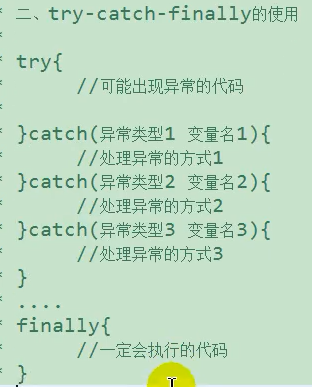 * 二、try-catch-finally的使用
*
* try{
* //可能出现异常的代码
*
* }catch(异常类型1 变量名1){
* //处理异常的方式1
* }catch(异常类型2 变量名2){
* //处理异常的方式2
* }catch(异常类型3 变量名3){
* //处理异常的方式3
* }
* ....
* finally{
* //一定会执行的代码
* }